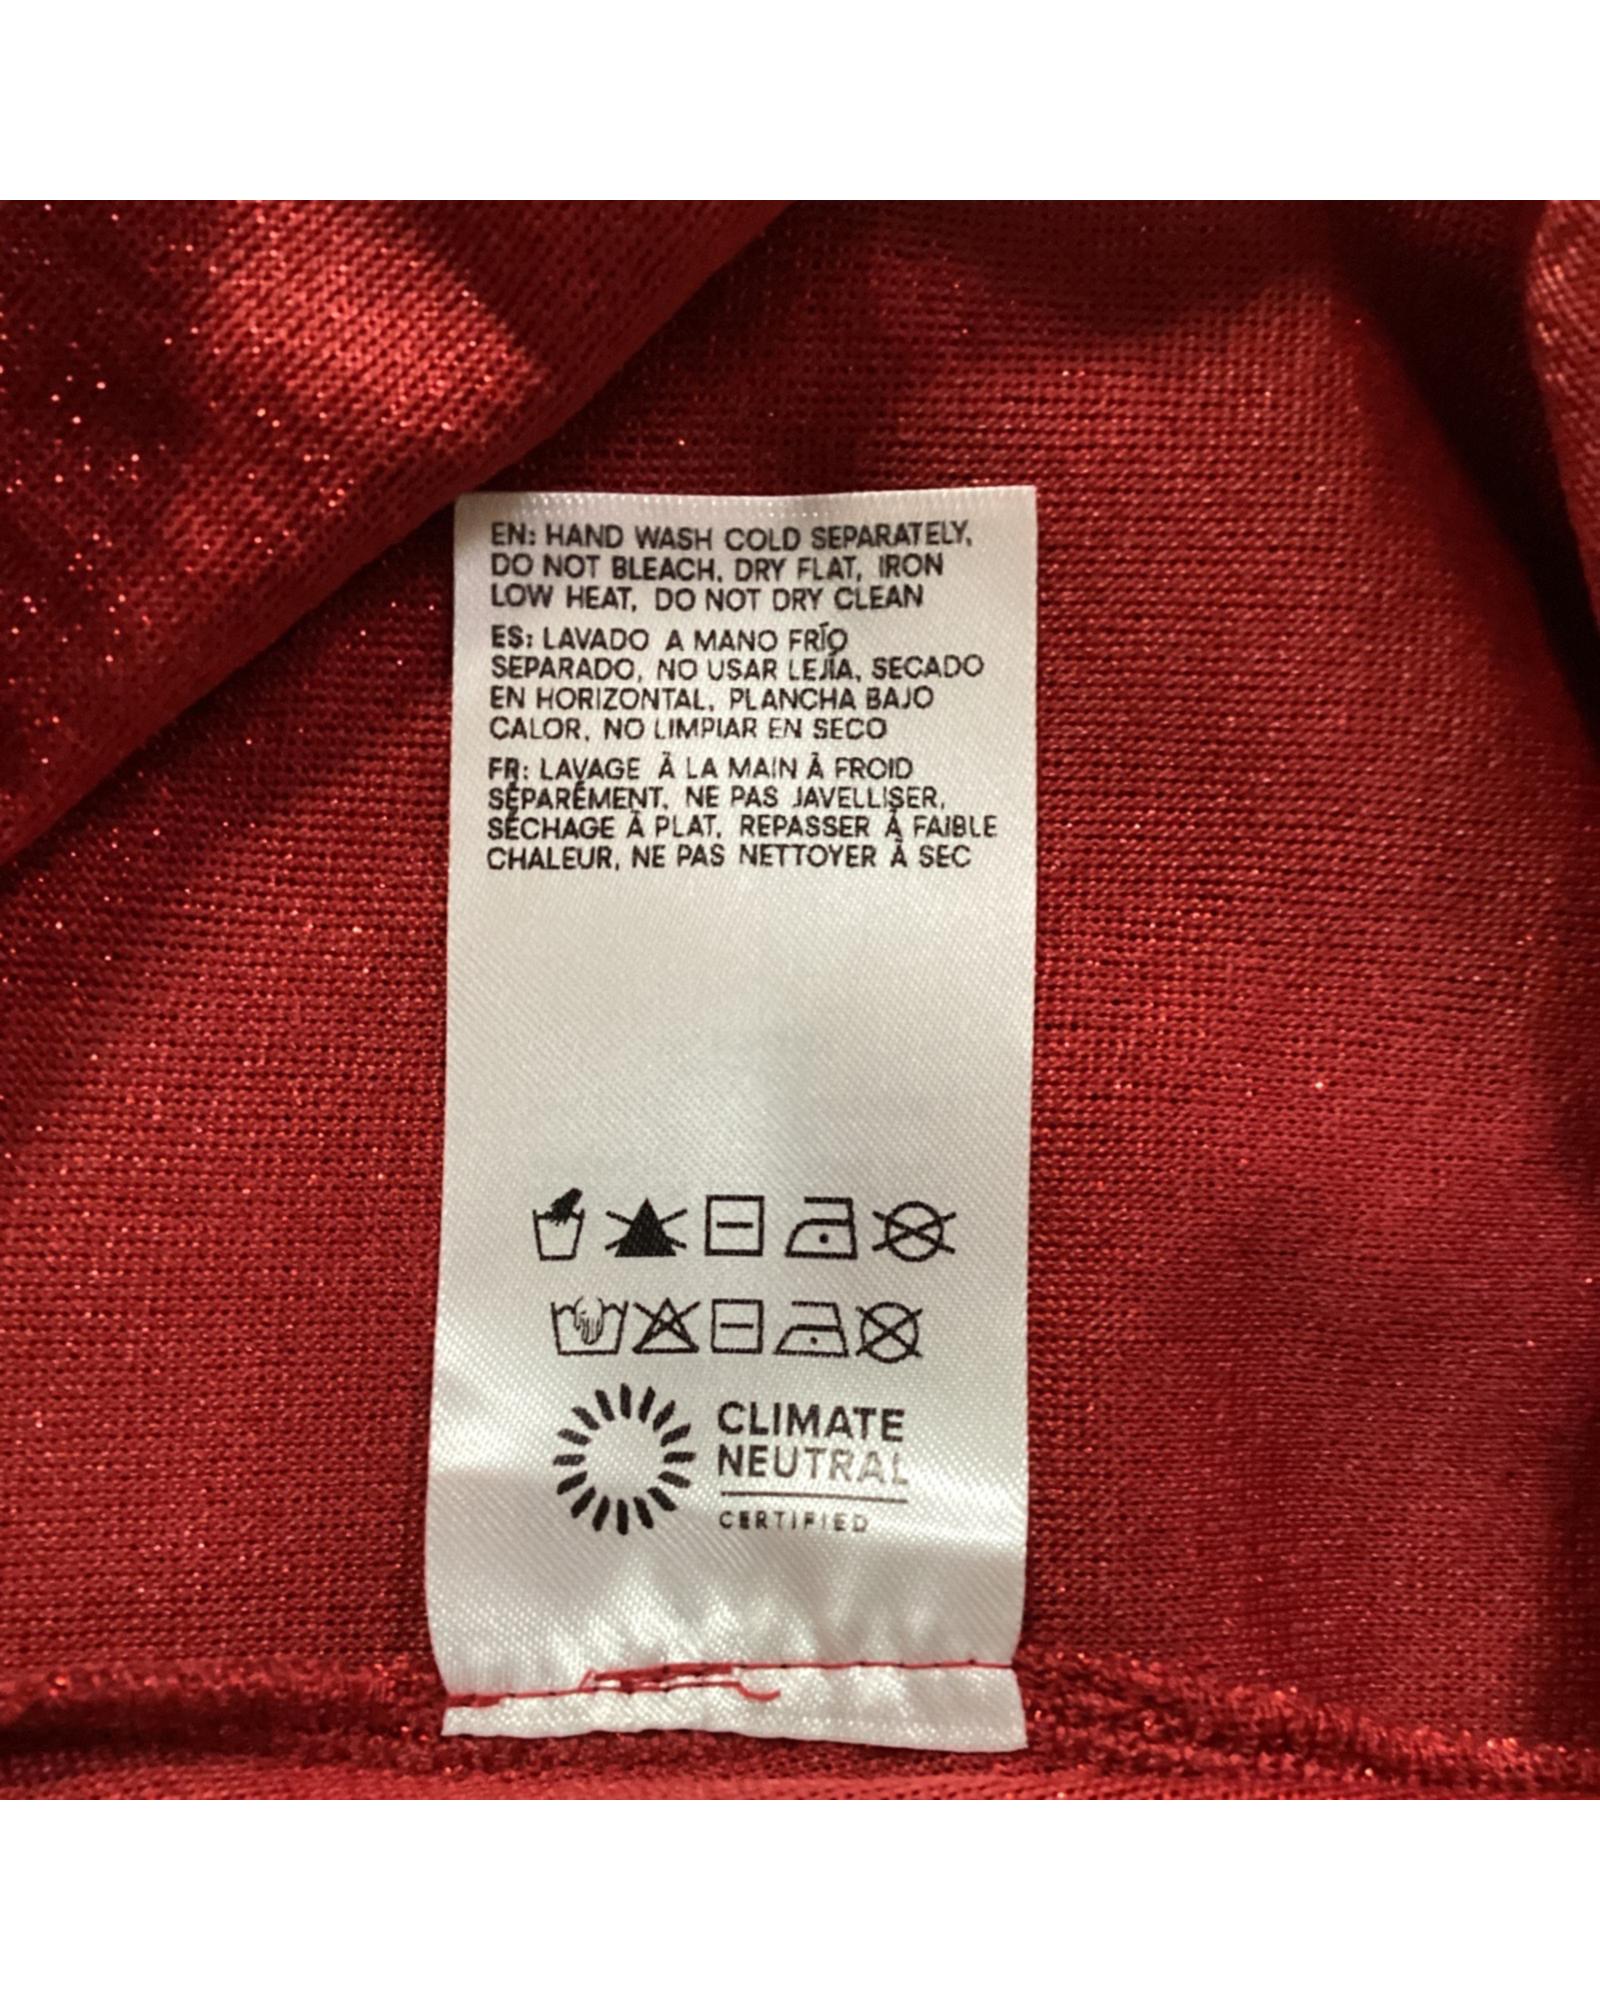 EN: HAND WASH COLD SEPARATELY,
DO NOT BLEACH, DRY FLAT, IRON
LOW HEAT, DO NOT DRY CLEAN
ES: LAVADO A MANO FRÍO
SEPARADO, NO USAR LEJÍA, SECADO
EN HORIZONTAL, PLANCHA BAJO
CALOR, NO LIMPIAR EN SECO
FR: LAVAGE À LA MAIN À FROID
SÉPARÉMENT, NE PAS JAVELLISER,
SÉCHAGE À PLAT, REPASSER À FAIBLE
CHALEUR, NE PAS NETTOYER À SEC
CLIMATE
NEUTRAL
CERTIFIED